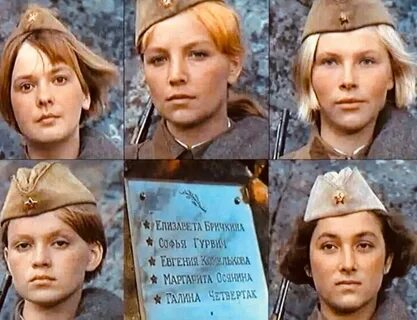 ЕЛИЗАВЕТА БРИЧКИНА
СОФЬЯ ГУРВИЧ
ЕВГЕНИЯ КОМЕЛЬКОВА
МАРГАРИТА ОСЯНИНА
ГАЛИНА ЧЕТВЕРТАК